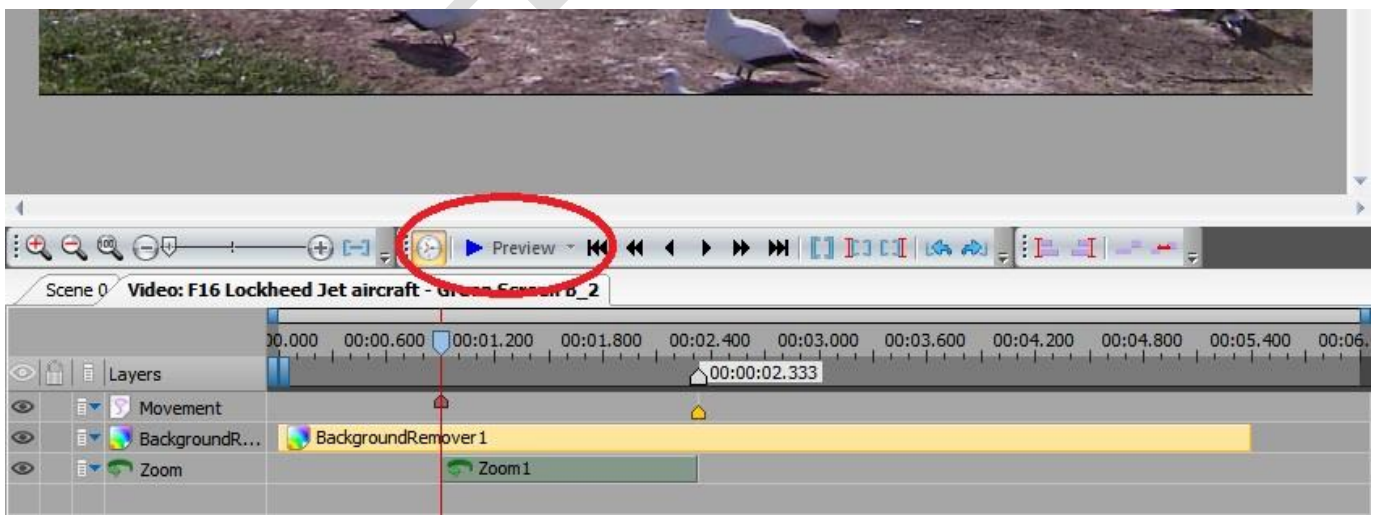 100 Preview
Scene 0 Video: F16 Lockheed Jet aircraft - Green Screen B_2
00.000 00:00.600 00:01.200 00:01.800 00:02.400 00:03.000 00:03.600 00:04.200 00:04.800 00:05.400 00:06.
Layers 00:00:02.333
Movement
BackgroundR... BackgroundRemover1
Zoom Zoom1